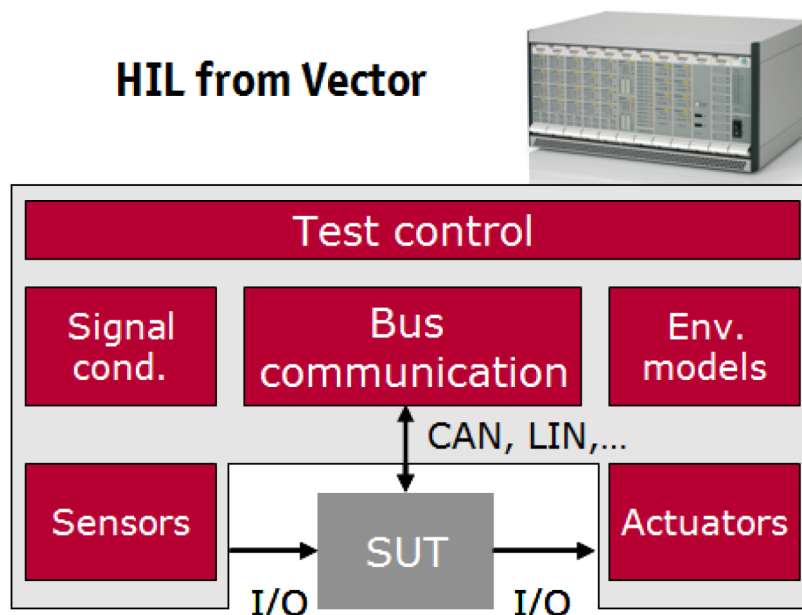 HIL from Vector
Test control
Signal
cond.
Bus
communication
Env.
models
CAN, LIN,...
Sensors
SUT
Actuators
I/O
I/O